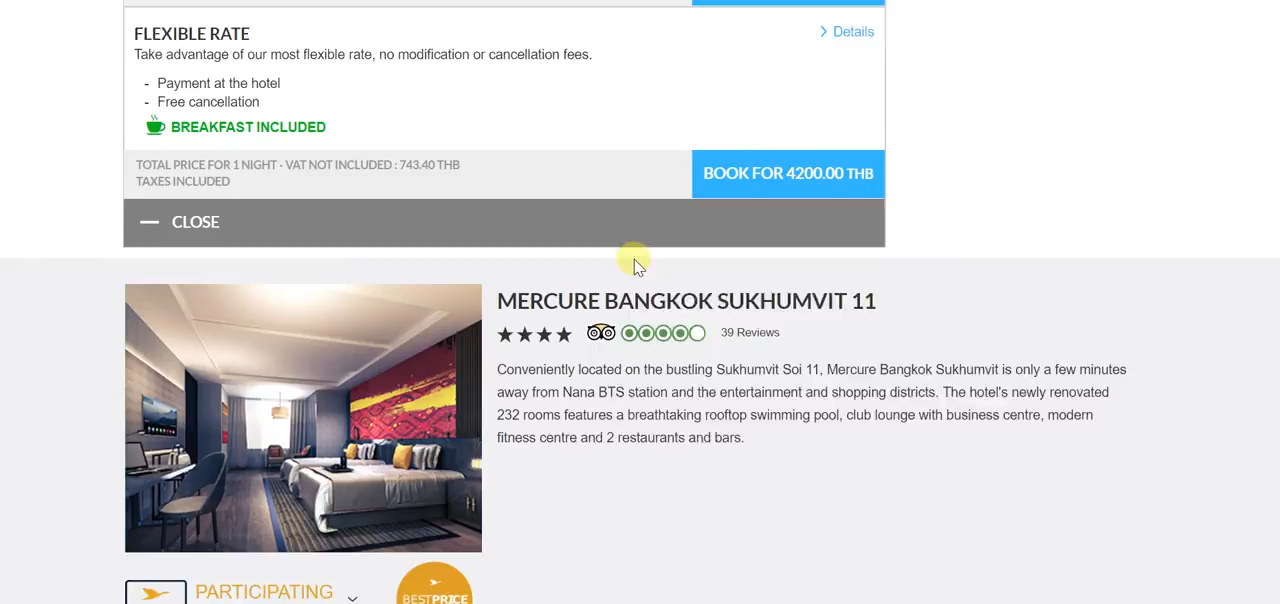 FLEXIBLE RATE
Details
Take advantage of our most flexible rate, no modification or cancellation fees.
- Payment at the hotel
- Free cancellation
BREAKFAST INCLUDED
TOTAL PRICE FOR 1 NIGHT - VAT NOT INCLUDED : 743.40 THB
TAXES INCLUDED
BOOK FOR 4200.00 THB
CLOSE
MERCURE BANGKOK SUKHUMVIT 11
39 Reviews
Conveniently located on the bustling Sukhumvit Soi 11, Mercure Bangkok Sukhumvit is only a few minutes
away from Nana BTS station and the entertainment and shopping districts. The hotel's newly renovated
232 rooms features a breathtaking rooftop swimming pool, club lounge with business centre, modern
fitness centre and 2 restaurants and bars.
PARTICIPATING
BESTPRICE